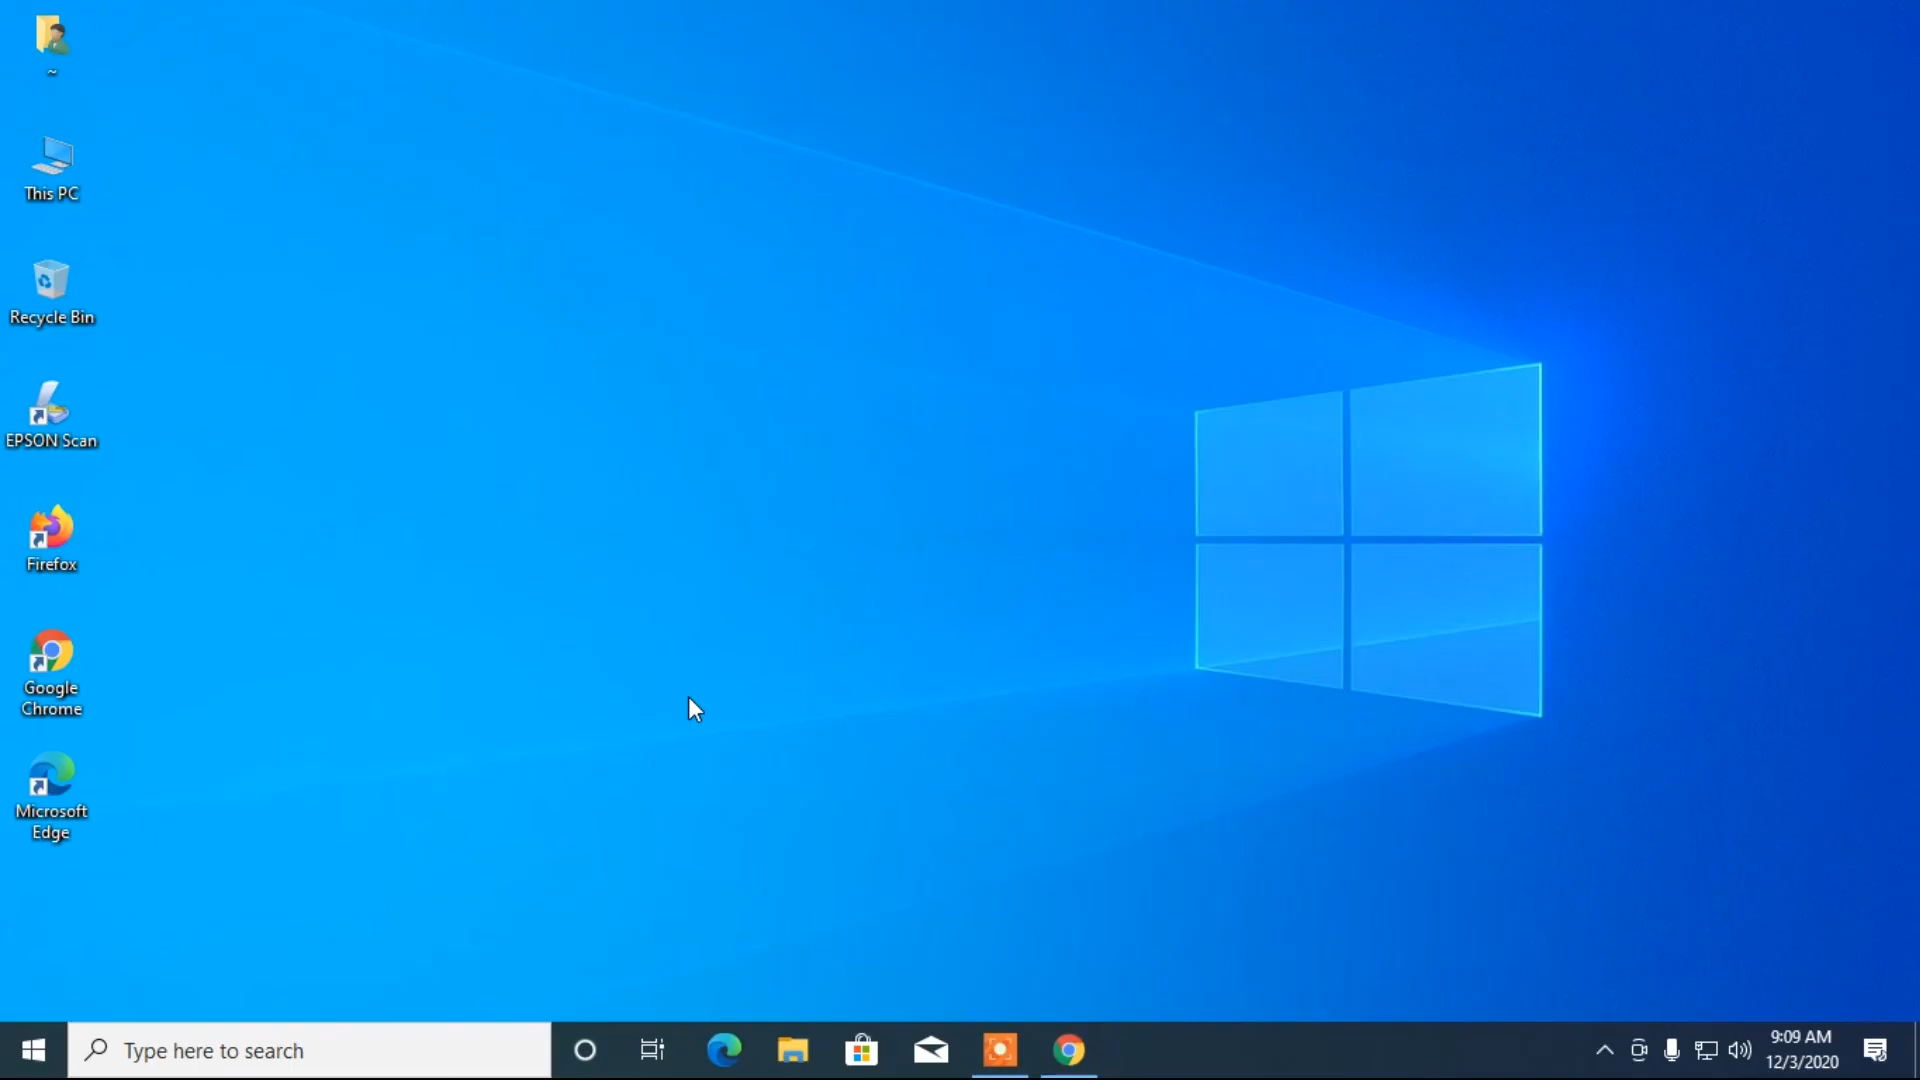 ~
This PC
Recycle Bin
EPSON Scan
Firefox
Google
Chrome
Microsoft
Edge
Type here to search
9:09 AM
12/3/2020